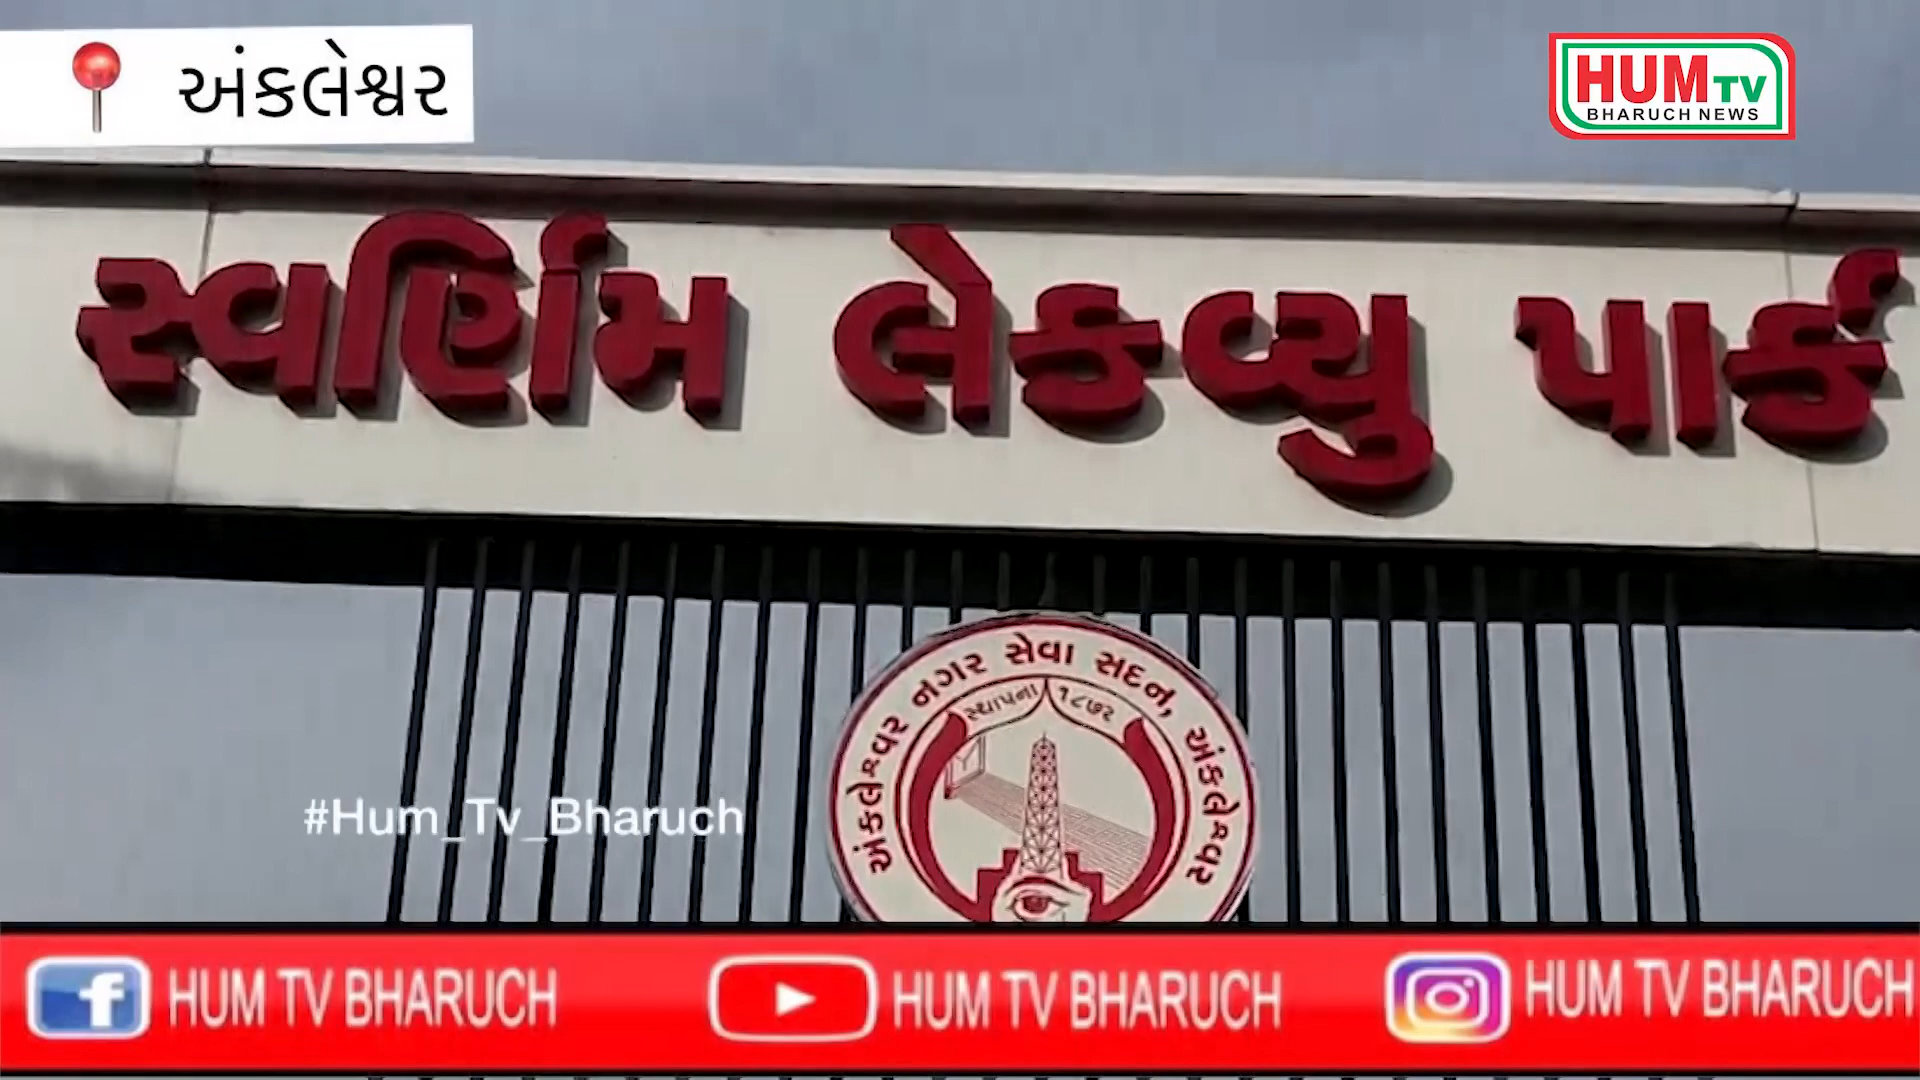 અંકલેશ્વર
HUM TV
BHARUCH NEWS
સ્વર્ણિમ લેકવ્યુ પાર્ક
અંકલેશ્વર નગર સેવા સદન, અંકલેશ્વર
સ્થાપના ૧૮૭૨
#Hum_Tv_Bharuch
HUM TV BHARUCH
HUM TV BHARUCH
HUM TV BHARUCH